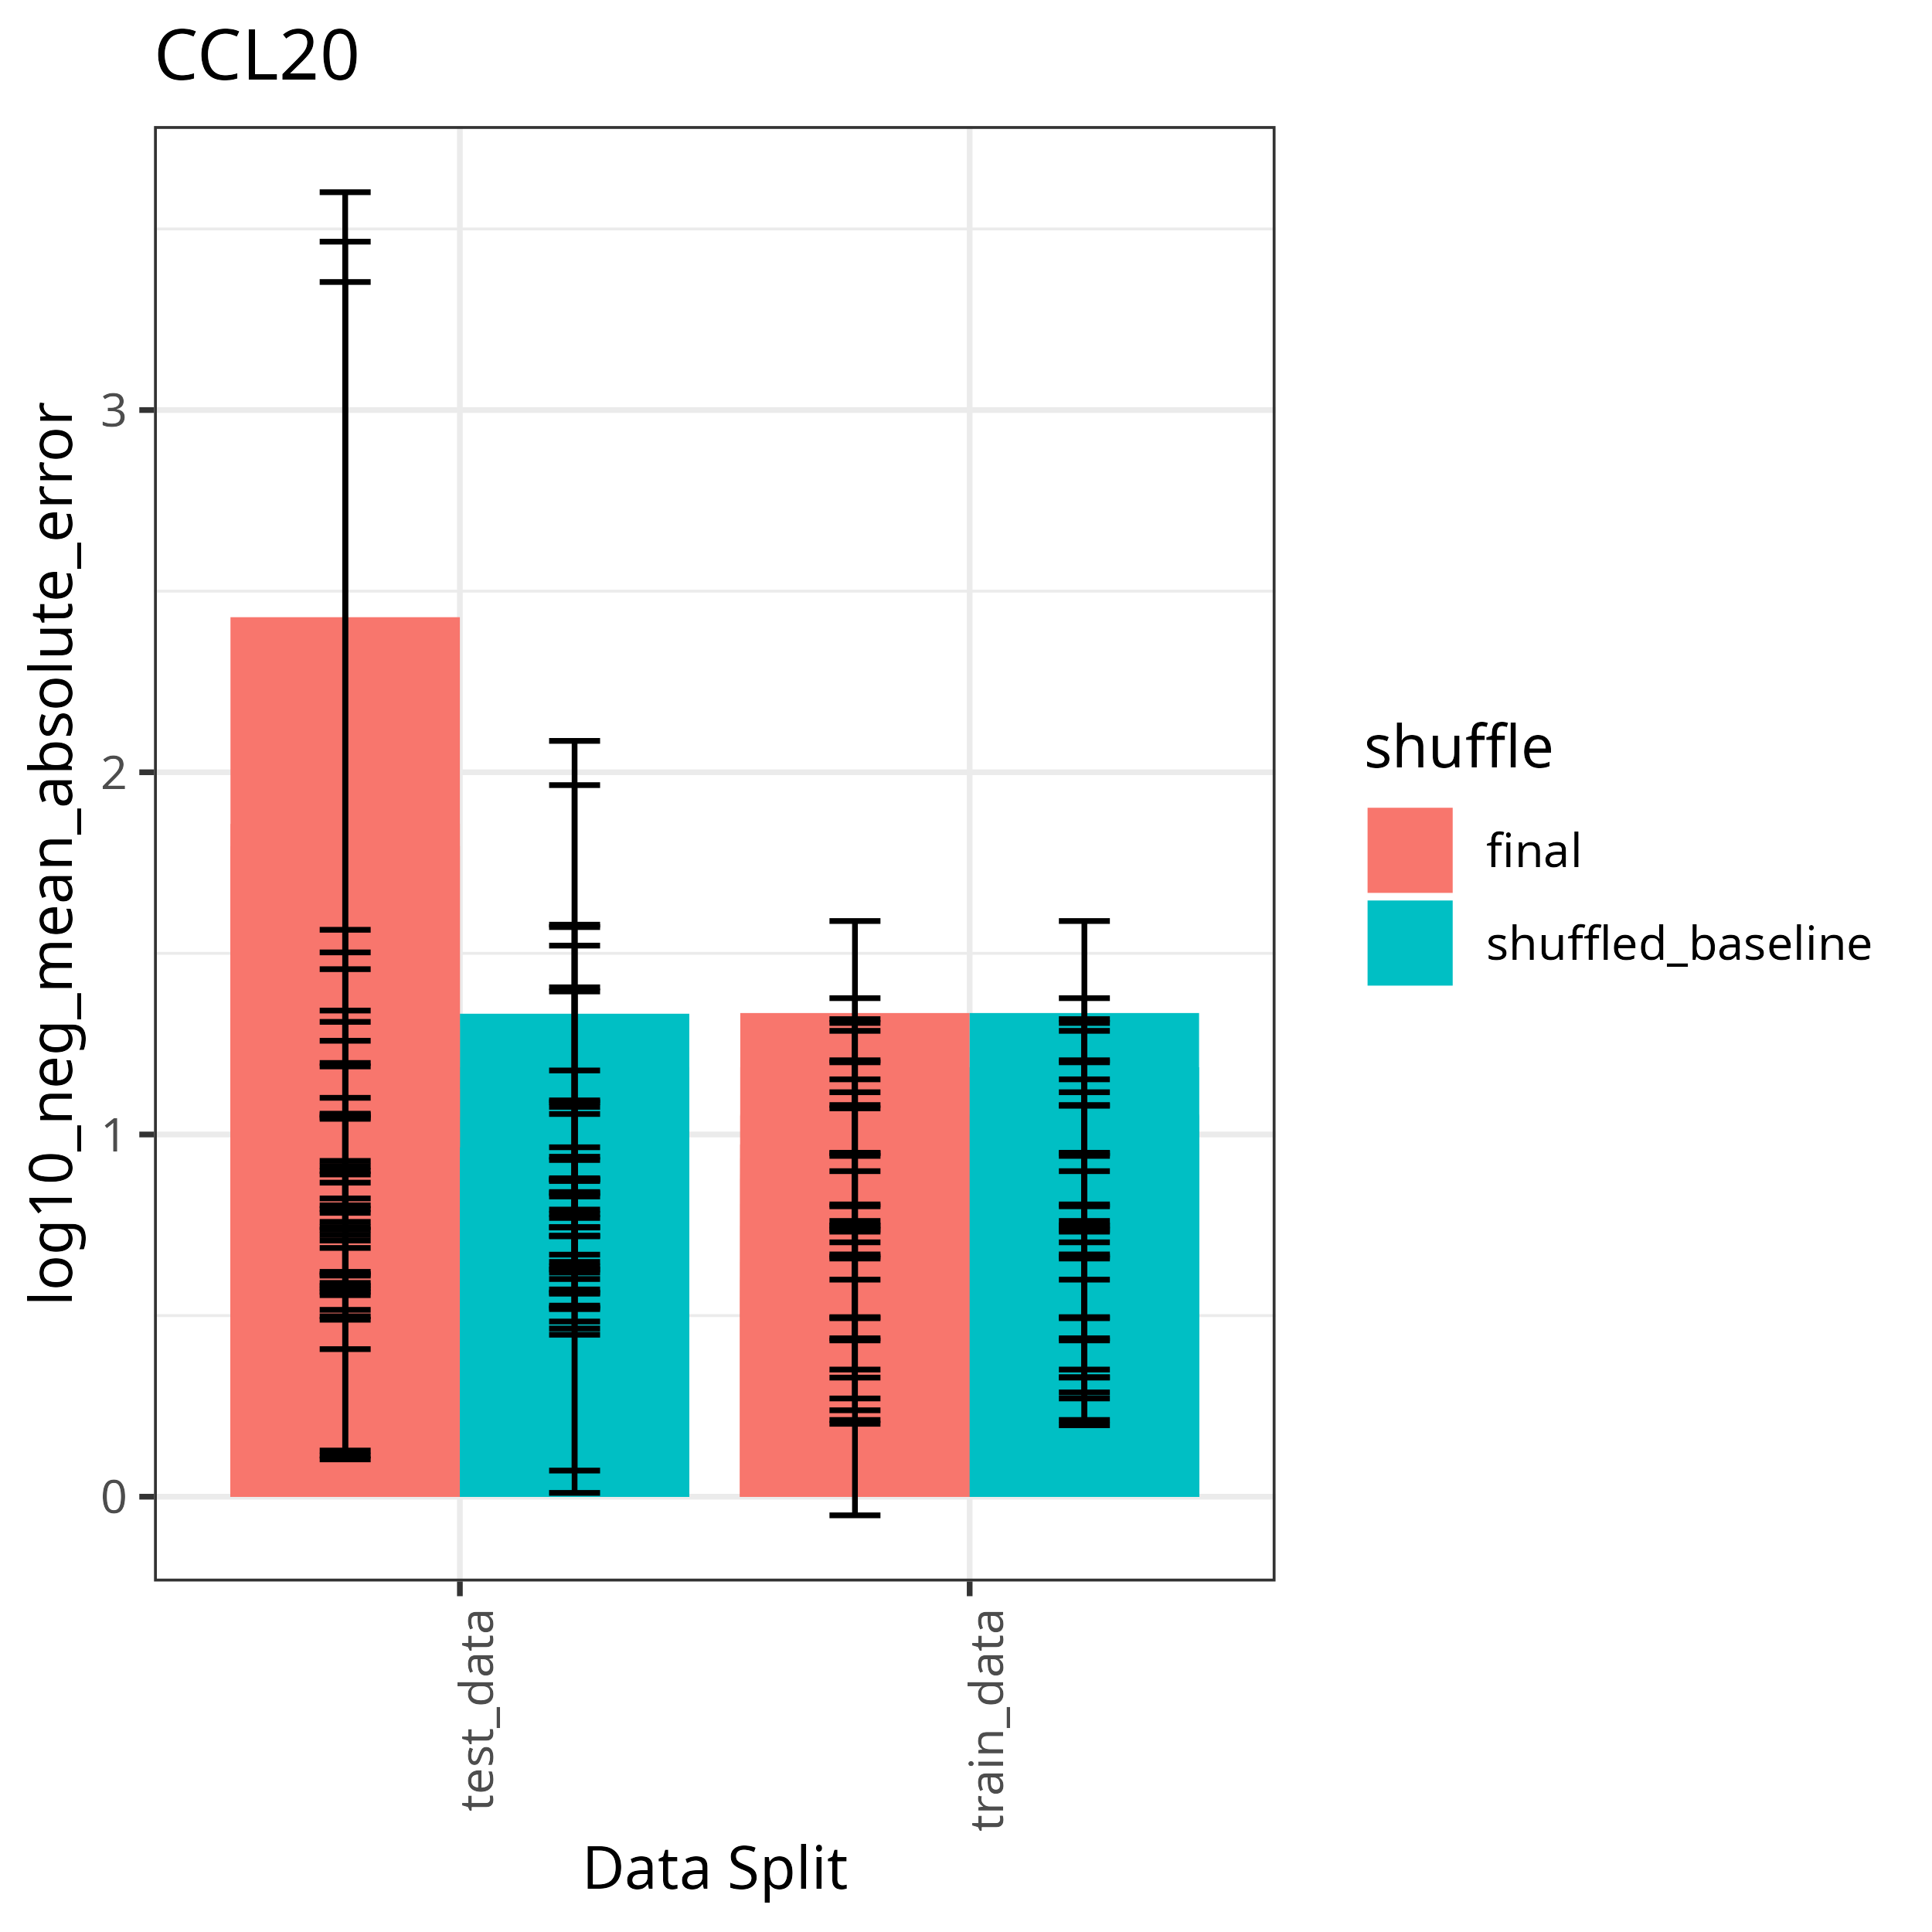 CCL20
log10_neg_mean_absolute_error
3
2
1
0
test_data
train_data
Data Split
shuffle
final
shuffled_baseline